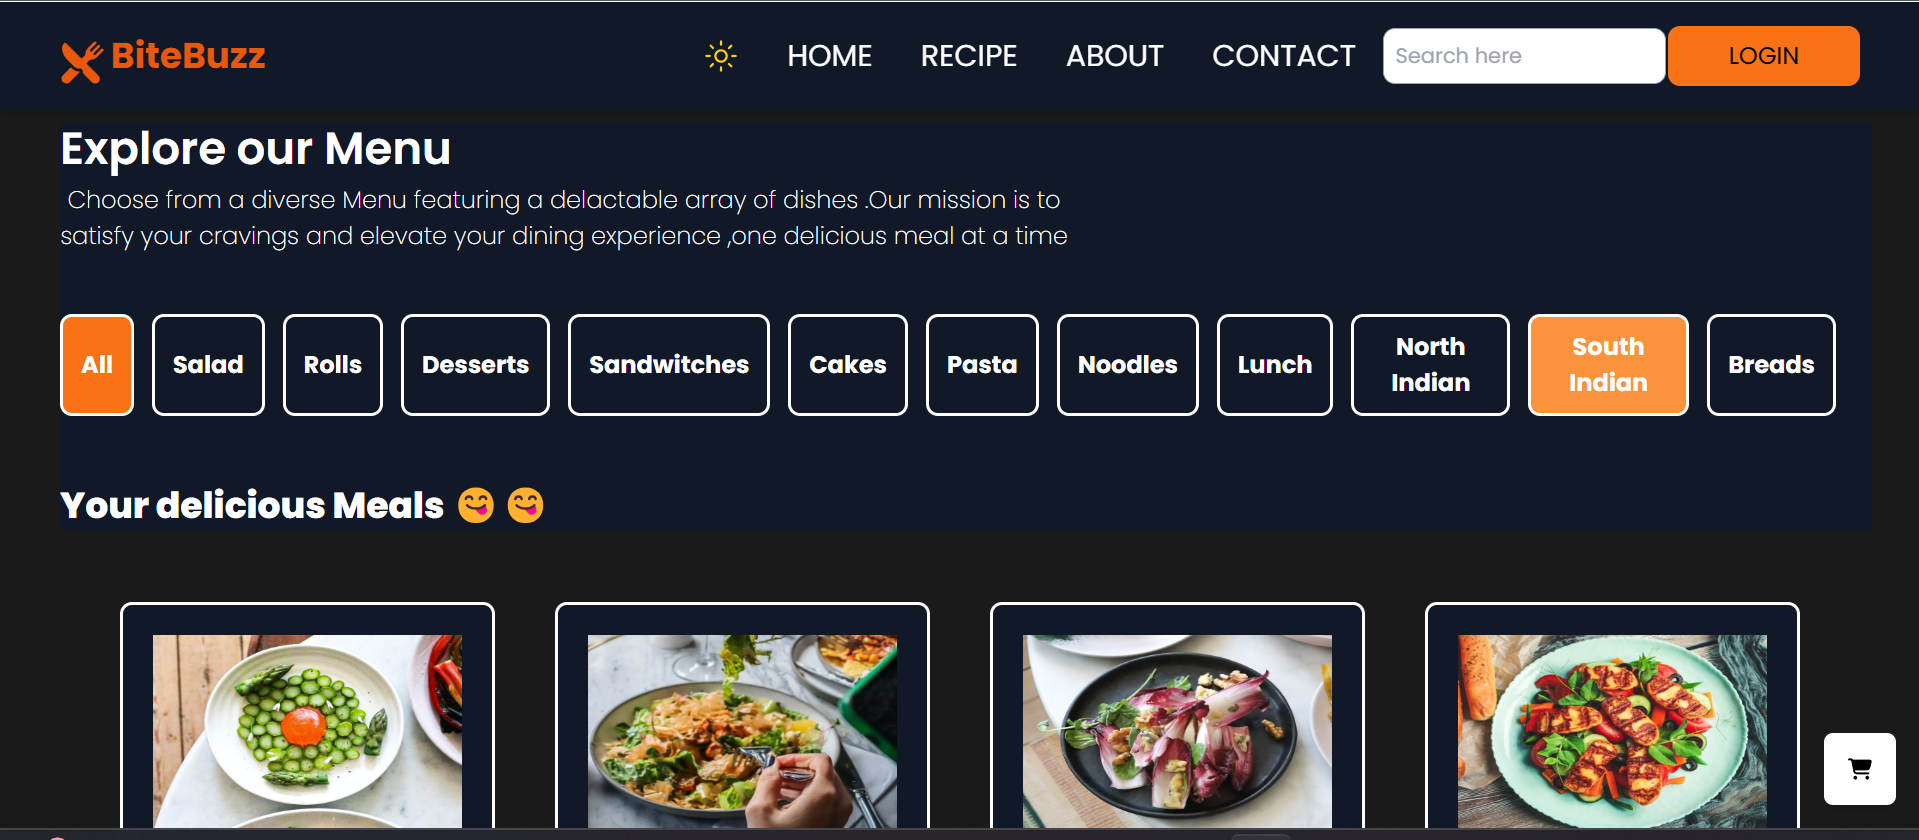 BiteBuzz
HOME
RECIPE
ABOUT
CONTACT
Search here
LOGIN
Explore our Menu
Choose from a diverse Menu featuring a delactable array of dishes .Our mission is to
satisfy your cravings and elevate your dining experience ,one delicious meal at a time
All
Salad
Rolls
Desserts
Sandwitches
Cakes
Pasta
Noodles
Lunch
North
Indian
South
Indian
Breads
Your delicious Meals 😋 😋